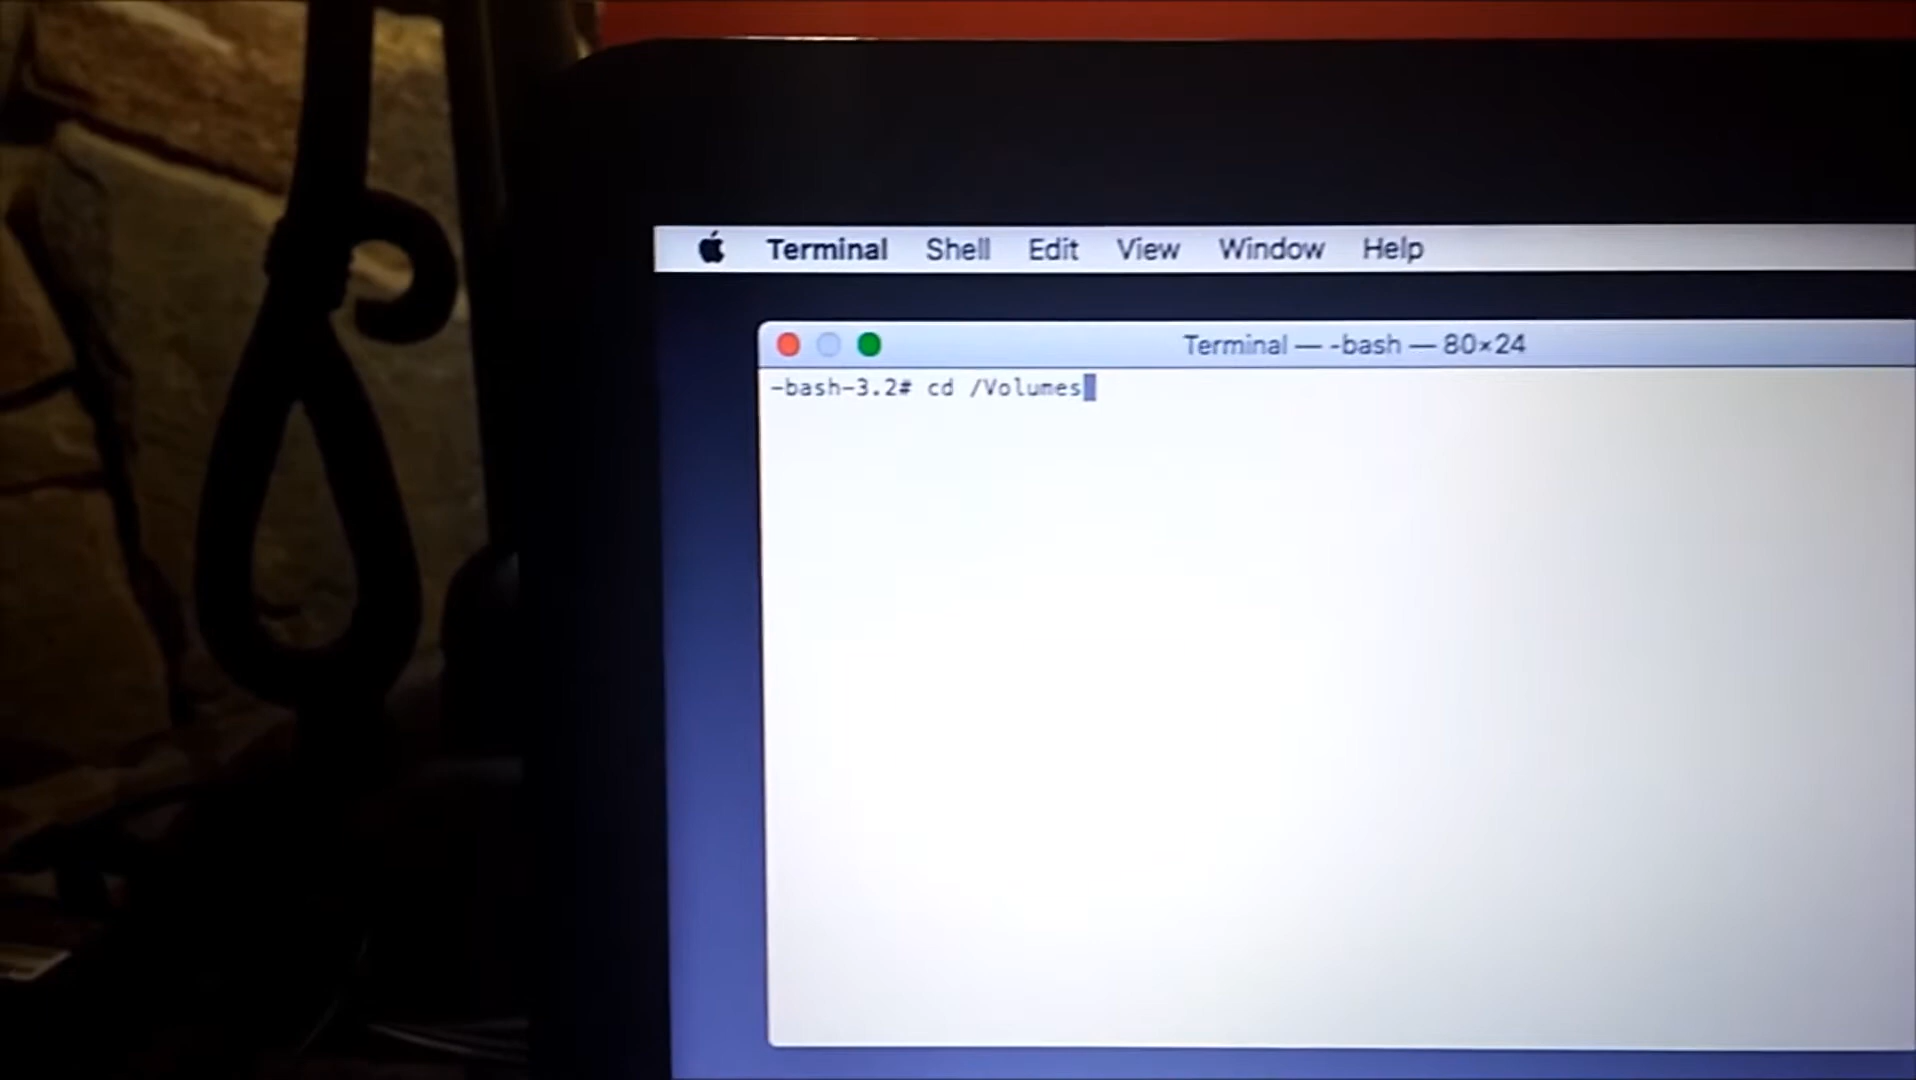 Terminal Shell Edit View Window Help
Terminal — -bash — 80×24
-bash-3.2# cd /Volumes